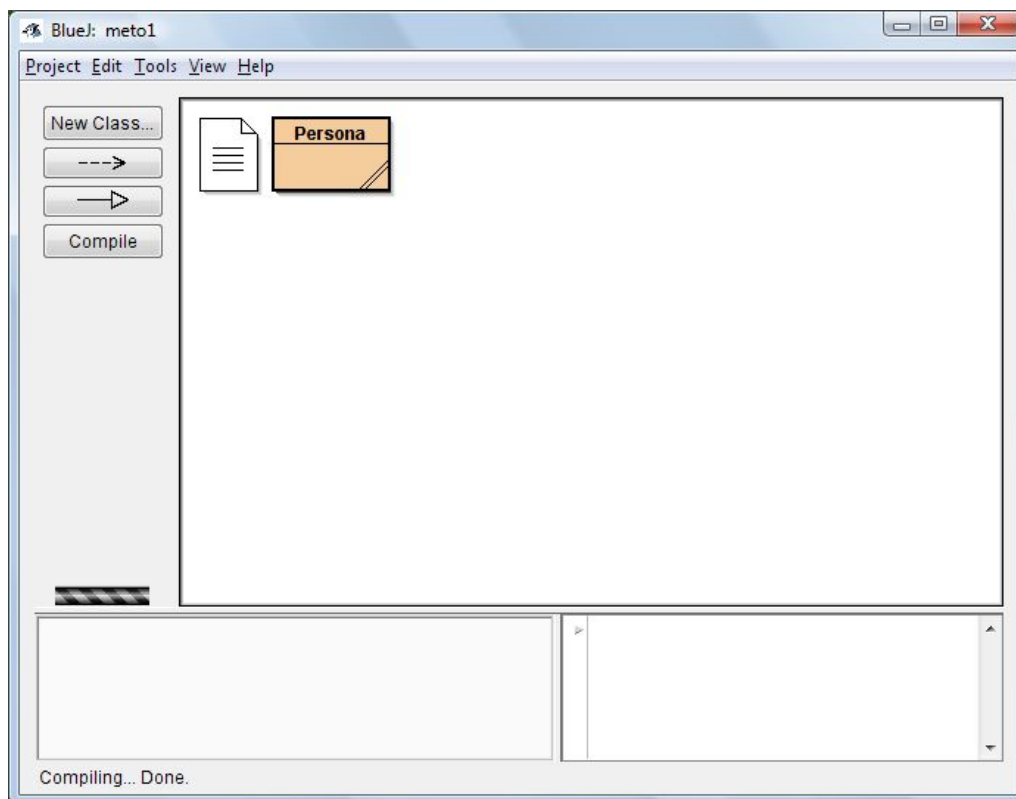 BlueJ: meto1
Project Edit Tools View Help
New Class...
Persona
Compile
Compiling... Done.